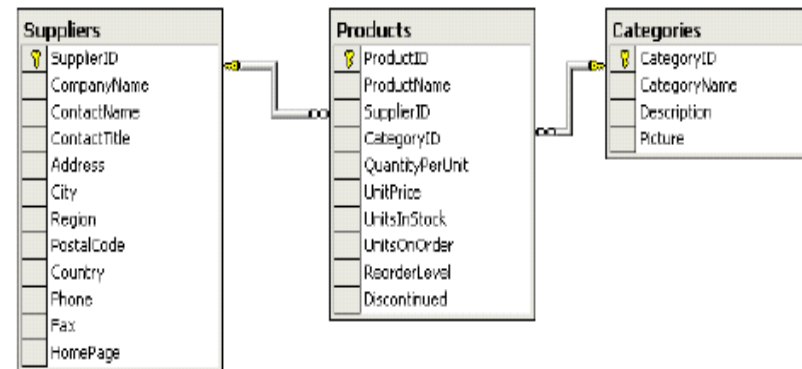 Suppliers
SupplierID
CompanyName
ContactName
ContactTitle
Address
City
Region
PostalCode
Country
Phone
Fax
HomePage
Products
ProductID
ProductName
SupplierID
CategoryID
QuantityPerUnit
UnitPrice
UnitsInStock
UnitsOnOrder
ReorderLevel
Discontinued
Categories
CategoryID
CategoryName
Description
Picture